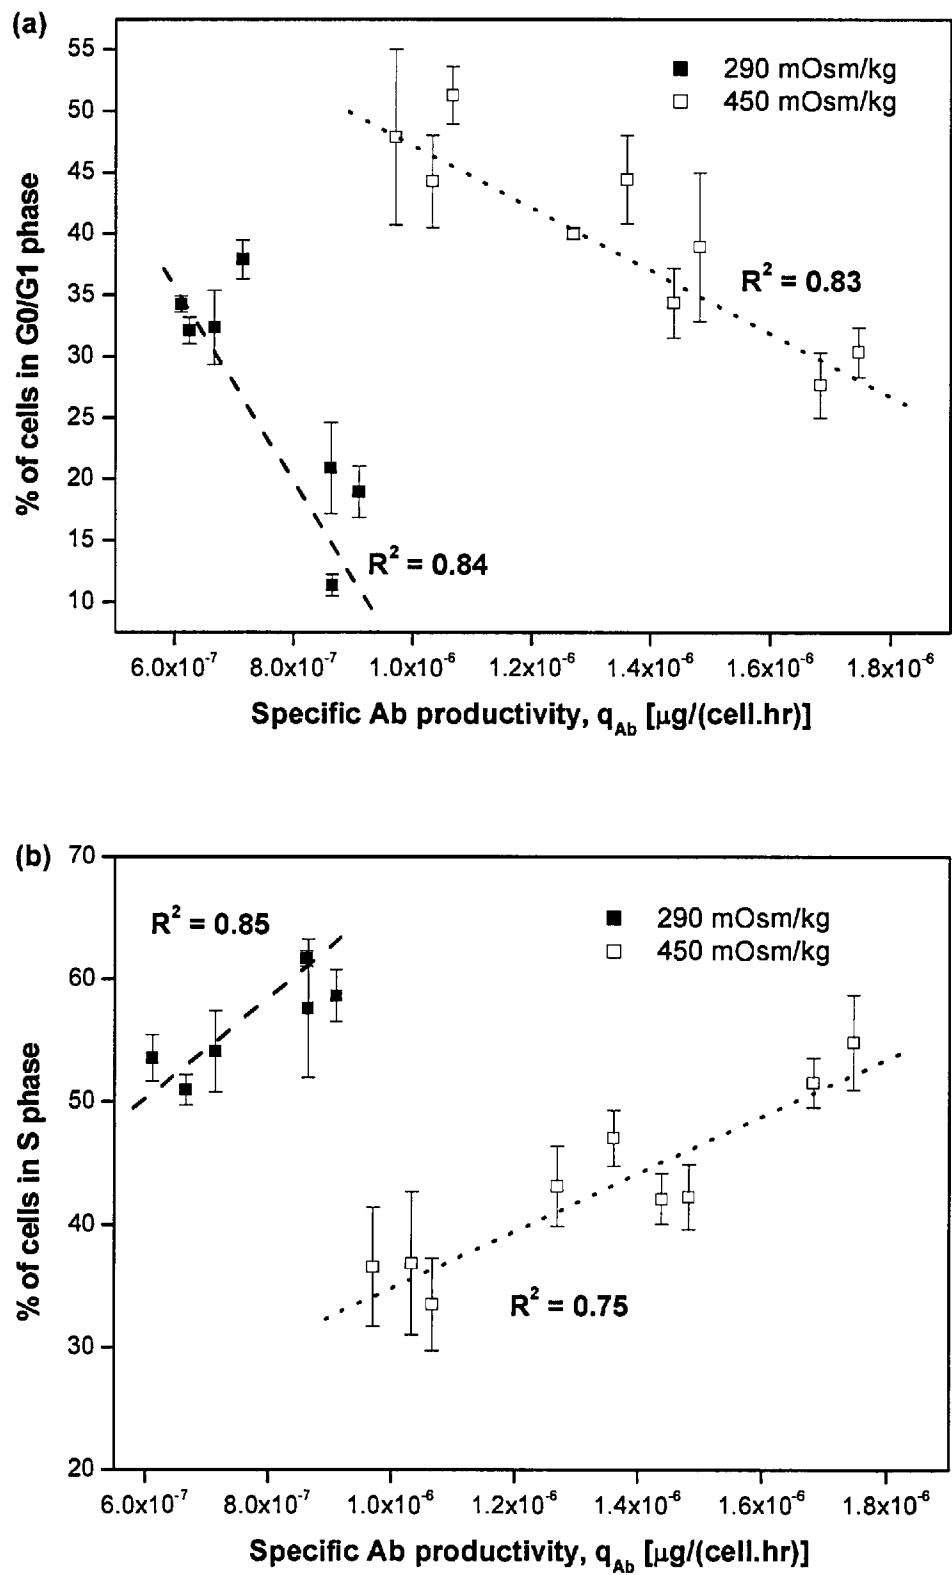 (a)
55
50
45
40
35
30
25
20
15
10
% of cells in G0/G1 phase
290 mOsm/kg
450 mOsm/kg
R² = 0.83
R² = 0.84
6.0x10⁻⁷ 8.0x10⁻⁷ 1.0x10⁻⁶ 1.2x10⁻⁶ 1.4x10⁻⁶ 1.6x10⁻⁶ 1.8x10⁻⁶
Specific Ab productivity, q_Ab [μg/(cell.hr)]
(b)
70
60
50
40
30
20
% of cells in S phase
R² = 0.85
290 mOsm/kg
450 mOsm/kg
R² = 0.75
6.0x10⁻⁷ 8.0x10⁻⁷ 1.0x10⁻⁶ 1.2x10⁻⁶ 1.4x10⁻⁶ 1.6x10⁻⁶ 1.8x10⁻⁶
Specific Ab productivity, q_Ab [μg/(cell.hr)]